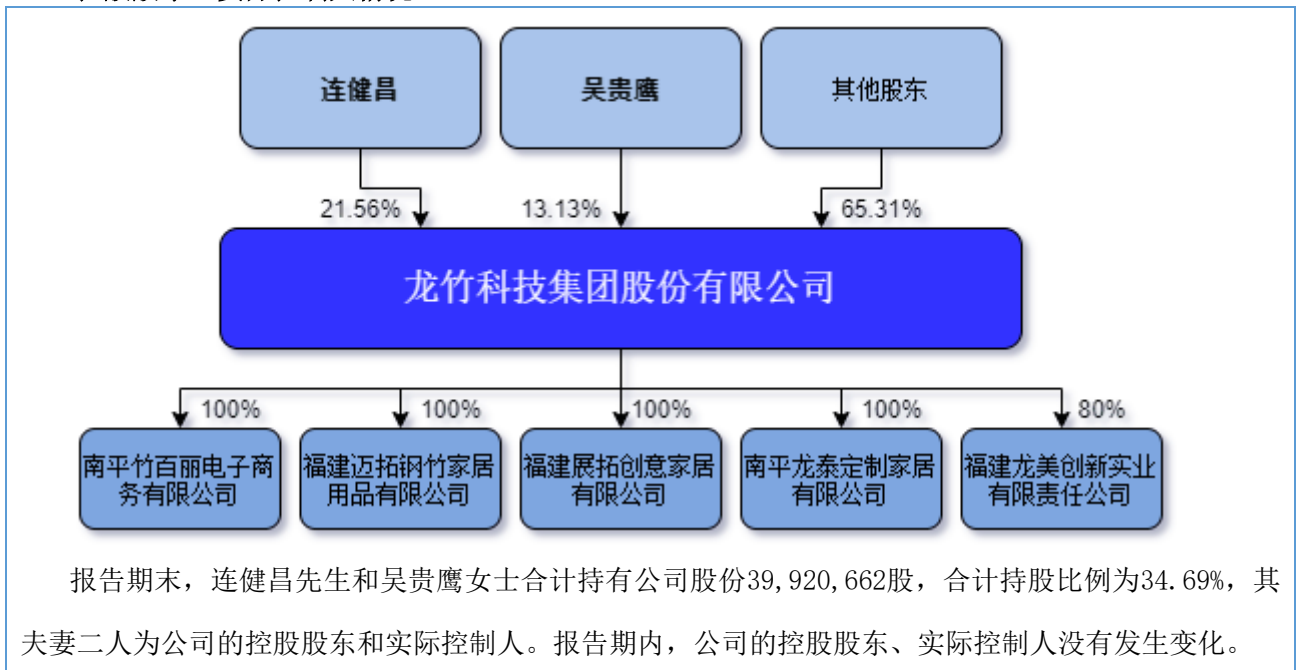 连健昌
吴贵鹰
其他股东
21.56%
13.13%
65.31%
龙竹科技集团股份有限公司
100%
100%
100%
100%
80%
南平竹百丽电子商
务有限公司
福建迈拓钢竹家居
用品有限公司
福建展拓创意家居
有限公司
南平龙泰定制家居
有限公司
福建龙美创新实业
有限责任公司
报告期末，连健昌先生和吴贵鹰女士合计持有公司股份39,920,662股，合计持股比例为34.69%，其
夫妻二人为公司的控股股东和实际控制人。报告期内，公司的控股股东、实际控制人没有发生变化。